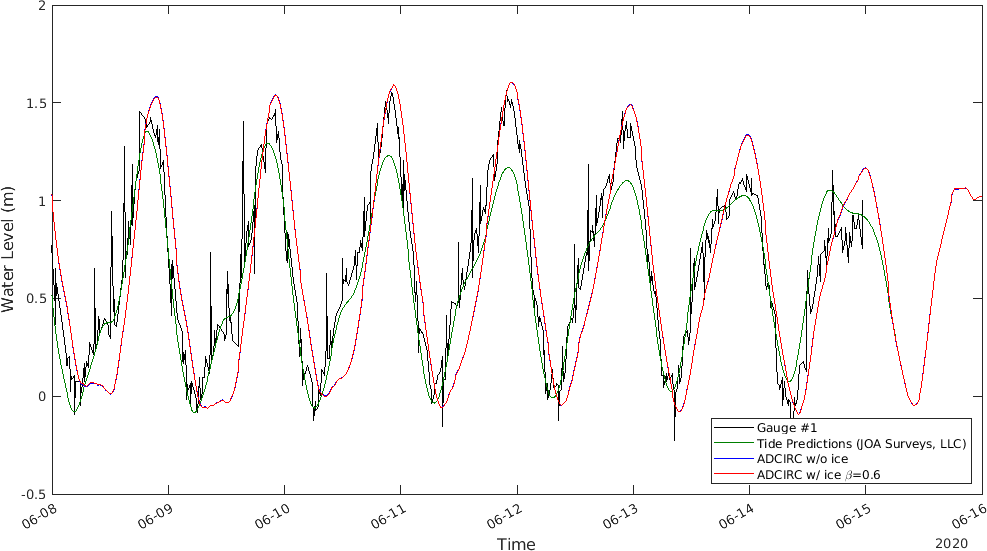 2
1.5
1
0.5
0
-0.5
Water Level (m)
06-08
06-09
06-10
06-11
06-12
06-13
06-14
06-15
06-16
Time
2020
Gauge #1
Tide Predictions (JOA Surveys, LLC)
ADCIRC w/o ice
ADCIRC w/ ice β=0.6